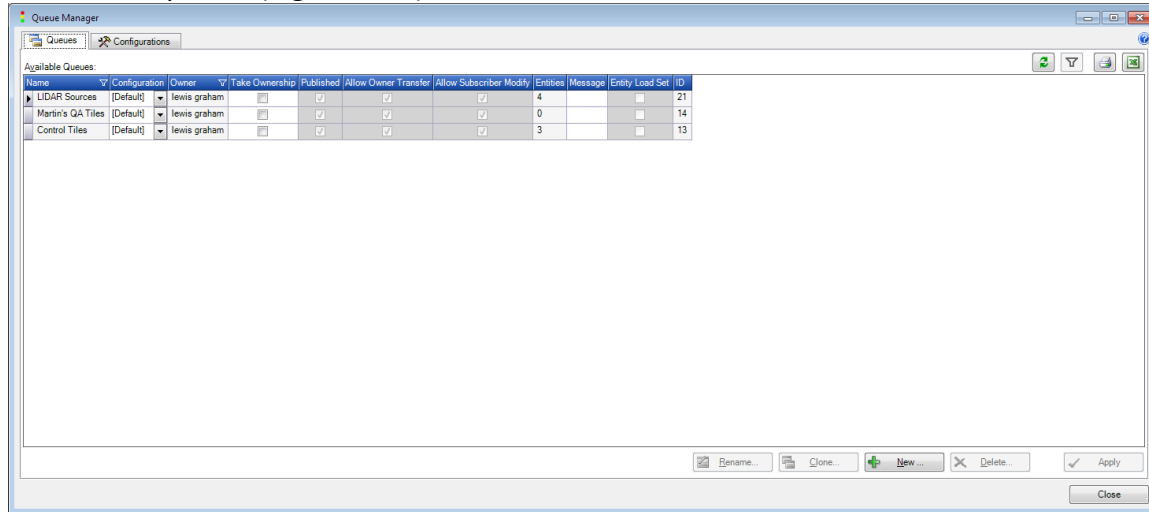 Queue Manager
Queues Configurations
Available Queues:
Name Configuration Owner Take Ownership Published Allow Owner Transfer Allow Subscriber Modify Entities Message Entity Load Set ID
LIDAR Sources [Default] lewis graham 4 21
Martin's QA Tiles [Default] lewis graham 0 14
Control Tiles [Default] lewis graham 3 13
Rename... Clone... New ... Delete... Apply
Close